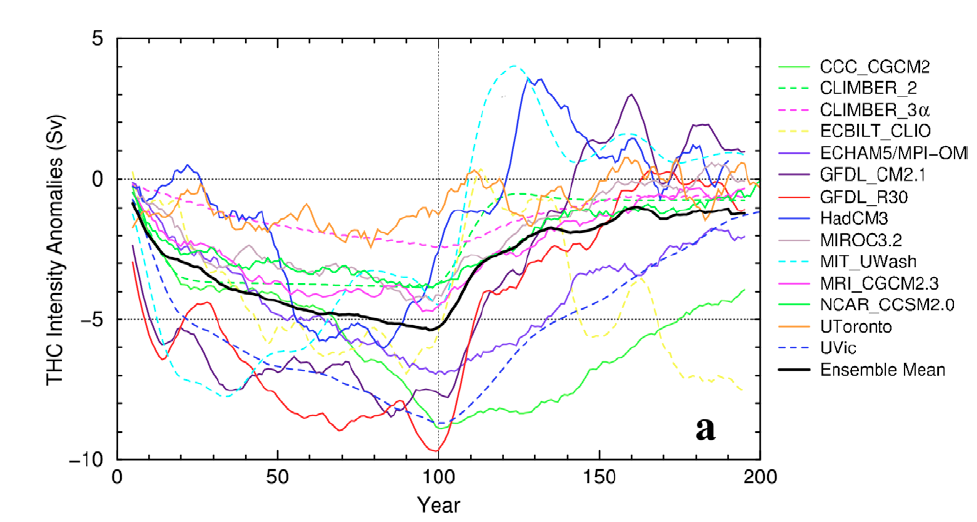 5
0
−5
−10
THC Intensity Anomalies (Sv)
0
50
100
150
200
Year
a
CCC_CGCM2
CLIMBER_2
CLIMBER_3α
ECBILT_CLIO
ECHAM5/MPI−OM
GFDL_CM2.1
GFDL_R30
HadCM3
MIROC3.2
MIT_UWash
MRI_CGCM2.3
NCAR_CCSM2.0
UToronto
UVic
Ensemble Mean